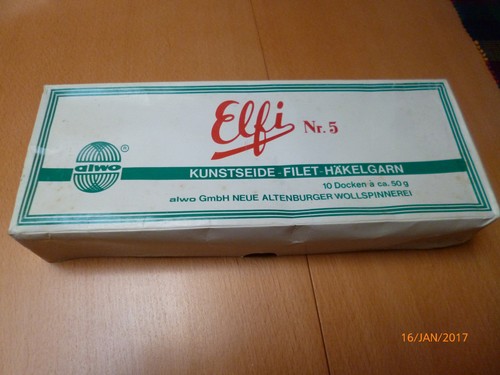 Elfi Nr. 5
alwo ®
KUNSTSEIDE-FILET-HÄKELGARN
10 Docken à ca. 50 g
alwo GmbH NEUE ALTENBURGER WOLLSPINNEREI
16/JAN/2017